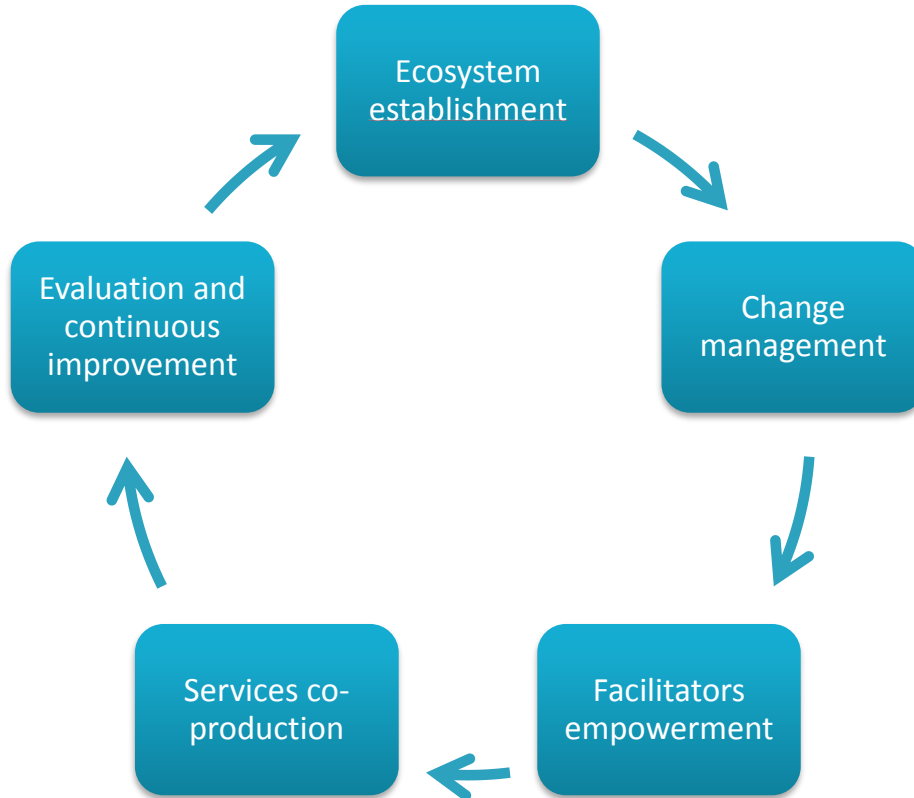 Ecosystem
establishment
Change
management
Facilitators
empowerment
Services co-
production
Evaluation and
continuous
improvement